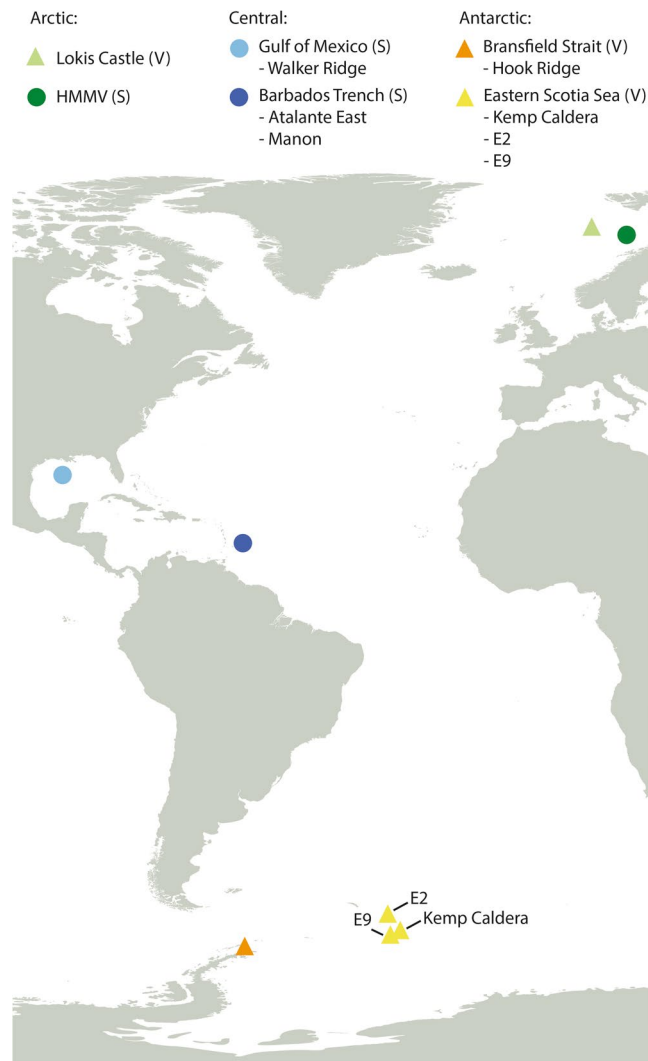 Arctic:
Lokis Castle (V)
HMMV (S)
Central:
Gulf of Mexico (S)
- Walker Ridge
Barbados Trench (S)
- Atalante East
- Manon
Antarctic:
Bransfield Strait (V)
- Hook Ridge
Eastern Scotia Sea (V)
- Kemp Caldera
- E2
- E9
E2
E9
Kemp Caldera